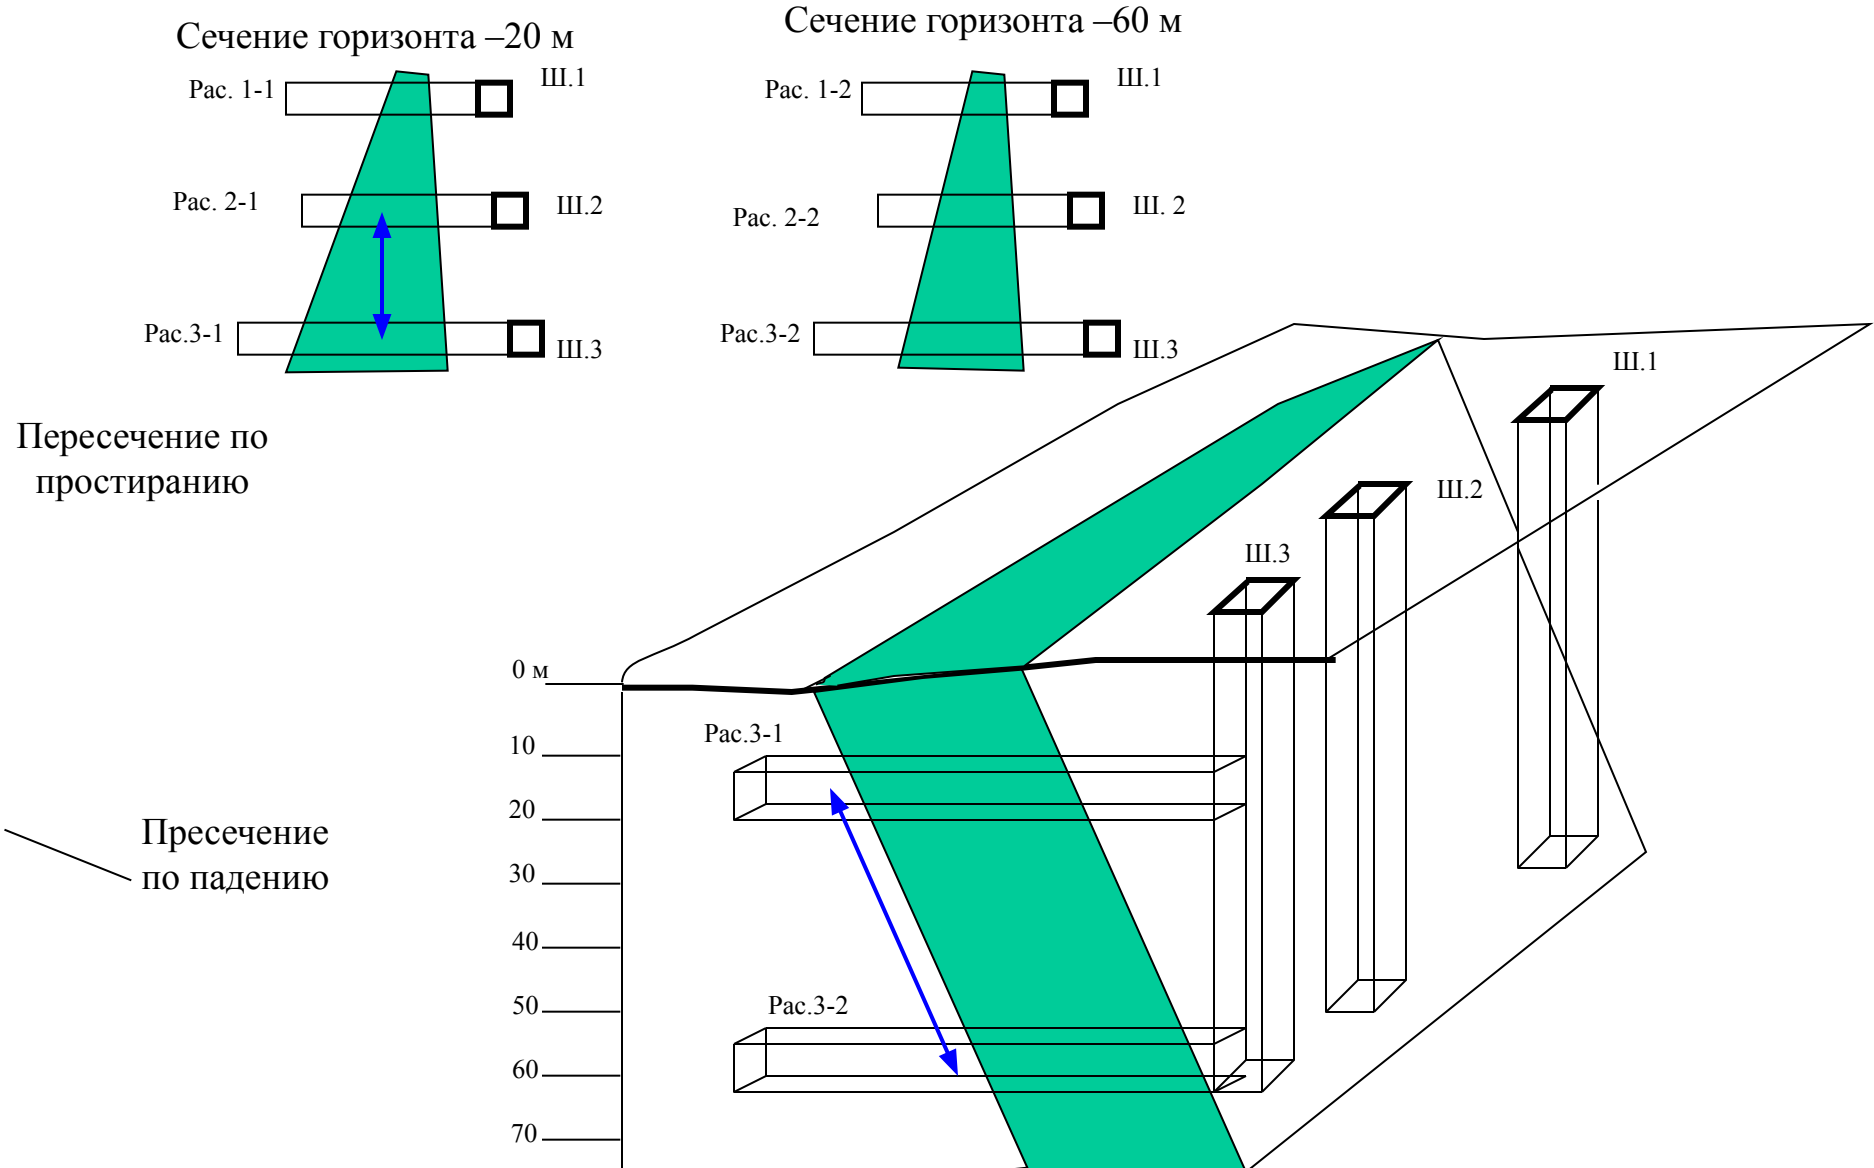 Сечение горизонта –20 м
Сечение горизонта –60 м
Рас. 1-1
Ш.1
Рас. 1-2
Ш.1
Рас. 2-1
Ш.2
Рас. 2-2
Ш. 2
Рас.3-1
Ш.3
Рас.3-2
Ш.3
Пересечение по
простиранию
Ш.1
Ш.2
Ш.3
0 м
Рас.3-1
10
20
Пресечение
по падению
30
40
50
Рас.3-2
60
70